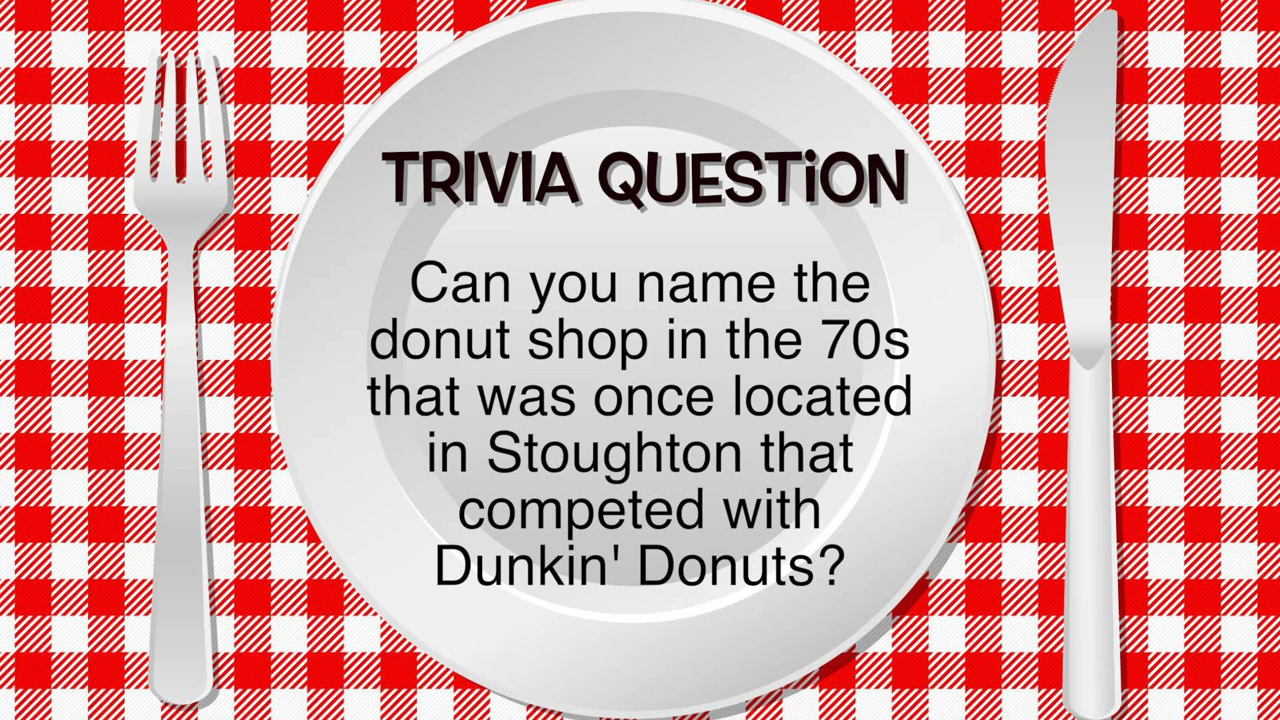 TRIVIA QUESTiON
Can you name the
donut shop in the 70s
that was once located
in Stoughton that
competed with
Dunkin' Donuts?